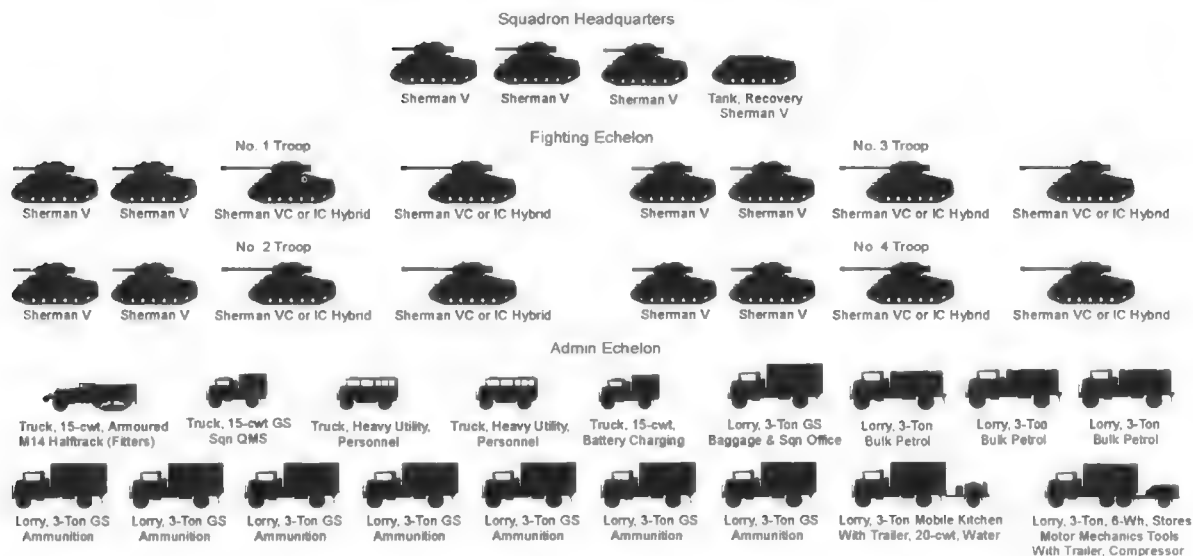 Squadron Headquarters
Sherman V Sherman V Sherman V Tank, Recovery
Sherman V
Fighting Echelon
No. 1 Troop No. 3 Troop
Sherman V Sherman V Sherman VC or IC Hybrid Sherman VC or IC Hybrid Sherman V Sherman V Sherman VC or IC Hybrid Sherman VC or IC Hybrid
No 2 Troop No 4 Troop
Sherman V Sherman V Sherman VC or IC Hybrid Sherman VC or IC Hybrid Sherman V Sherman V Sherman VC or IC Hybrid Sherman VC or IC Hybrid
Admin Echelon
Truck, 15-cwt, Armoured
M14 Halftrack (Fitters)
Truck, 15-cwt GS
Sqn QMS
Truck, Heavy Utility,
Personnel
Truck, Heavy Utility,
Personnel
Truck, 15-cwt,
Battery Charging
Lorry, 3-Ton GS
Baggage & Sqn Office
Lorry, 3-Ton
Bulk Petrol
Lorry, 3-Ton
Bulk Petrol
Lorry, 3-Ton
Bulk Petrol
Lorry, 3-Ton GS
Ammunition
Lorry, 3-Ton GS
Ammunition
Lorry, 3-Ton GS
Ammunition
Lorry, 3-Ton GS
Ammunition
Lorry, 3-Ton GS
Ammunition
Lorry, 3-Ton GS
Ammunition
Lorry, 3-Ton GS
Ammunition
Lorry, 3-Ton Mobile Kitchen
With Trailer, 20-cwt, Water
Lorry, 3-Ton, 6-Wh, Stores
Motor Mechanics Tools
With Trailer, Compressor